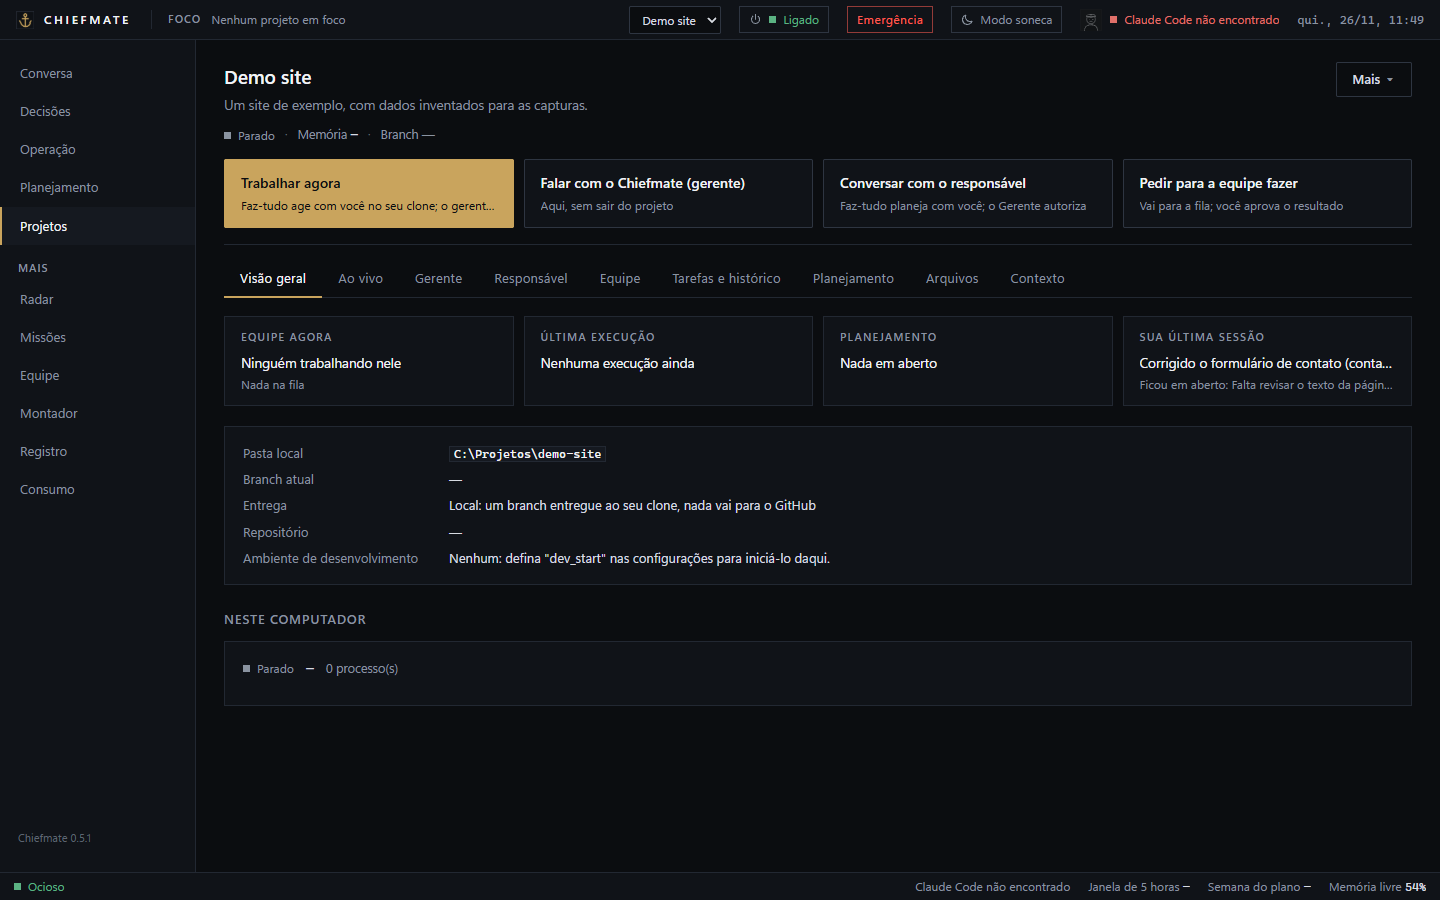 CHIEFMATE
FOCO Nenhum projeto em foco
Demo site
Ligado
Emergência
Modo soneca
Claude Code não encontrado
qui., 26/11, 11:49
Conversa
Decisões
Operação
Planejamento
Projetos
MAIS
Radar
Missões
Equipe
Montador
Registro
Consumo
Chiefmate 0.5.1
Demo site
Mais
Um site de exemplo, com dados inventados para as capturas.
Parado · Memória – · Branch —
Trabalhar agora
Faz-tudo age com você no seu clone; o gerent...
Falar com o Chiefmate (gerente)
Aqui, sem sair do projeto
Conversar com o responsável
Faz-tudo planeja com você; o Gerente autoriza
Pedir para a equipe fazer
Vai para a fila; você aprova o resultado
Visão geral Ao vivo Gerente Responsável Equipe Tarefas e histórico Planejamento Arquivos Contexto
EQUIPE AGORA
Ninguém trabalhando nele
Nada na fila
ÚLTIMA EXECUÇÃO
Nenhuma execução ainda
PLANEJAMENTO
Nada em aberto
SUA ÚLTIMA SESSÃO
Corrigido o formulário de contato (conta...
Ficou em aberto: Falta revisar o texto da págin...
Pasta local C:\Projetos\demo-site
Branch atual —
Entrega Local: um branch entregue ao seu clone, nada vai para o GitHub
Repositório —
Ambiente de desenvolvimento Nenhum: defina "dev_start" nas configurações para iniciá-lo daqui.
NESTE COMPUTADOR
Parado – 0 processo(s)
Ocioso
Claude Code não encontrado Janela de 5 horas – Semana do plano – Memória livre 54%